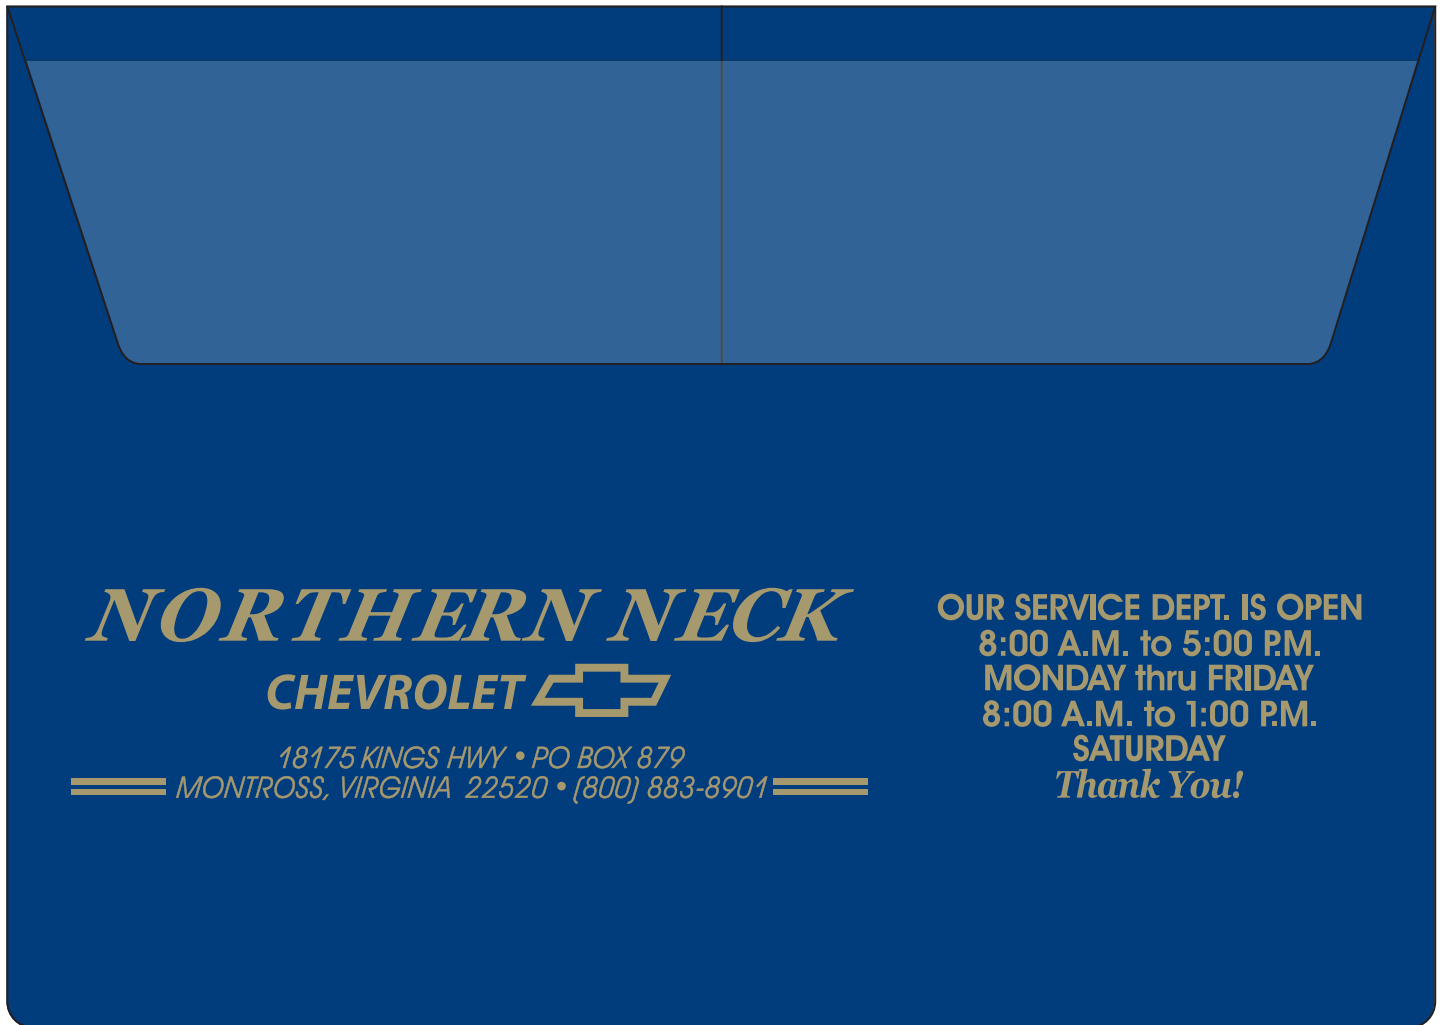 NORTHERN NECK
CHEVROLET
18175 KINGS HWY • PO BOX 879
MONTROSS, VIRGINIA 22520 • (800) 883-8901
OUR SERVICE DEPT. IS OPEN
8:00 A.M. to 5:00 P.M.
MONDAY thru FRIDAY
8:00 A.M. to 1:00 P.M.
SATURDAY
Thank You!